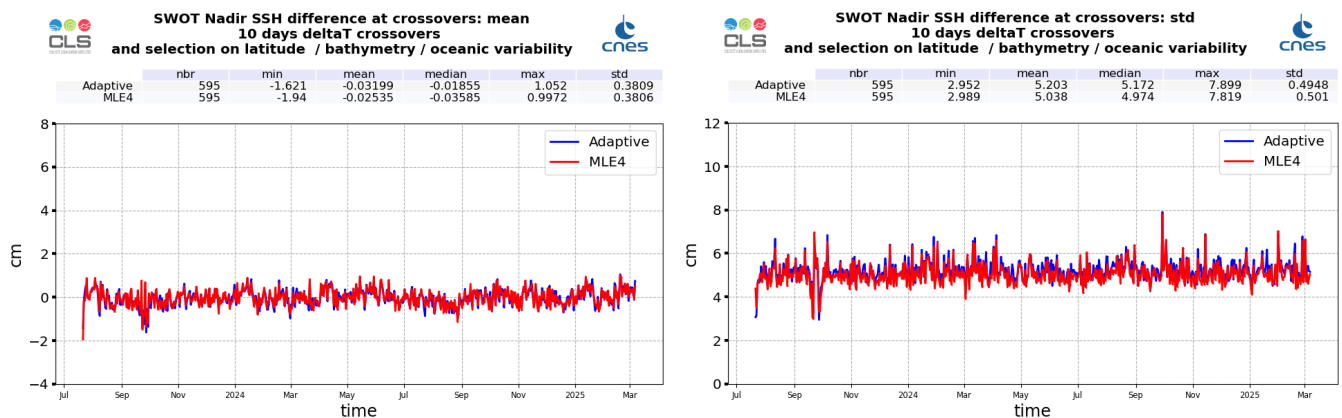 CLS
SWOT Nadir SSH difference at crossovers: mean
10 days deltaT crossovers
and selection on latitude / bathymetry / oceanic variability
cnes
nbr min mean median max std
Adaptive 595 -1.621 -0.03199 -0.01855 1.052 0.3809
MLE4 595 -1.94 -0.02535 -0.03585 0.9972 0.3806
8
6
4
2
0
−2
−4
cm
Adaptive
MLE4
Jul Sep Nov 2024 Mar May Jul Sep Nov 2025 Mar
time
CLS
SWOT Nadir SSH difference at crossovers: std
10 days deltaT crossovers
and selection on latitude / bathymetry / oceanic variability
cnes
nbr min mean median max std
Adaptive 595 2.952 5.203 5.172 7.899 0.4948
MLE4 595 2.989 5.038 4.974 7.819 0.501
12
10
8
6
4
2
0
cm
Adaptive
MLE4
Jul Sep Nov 2024 Mar May Jul Sep Nov 2025 Mar
time